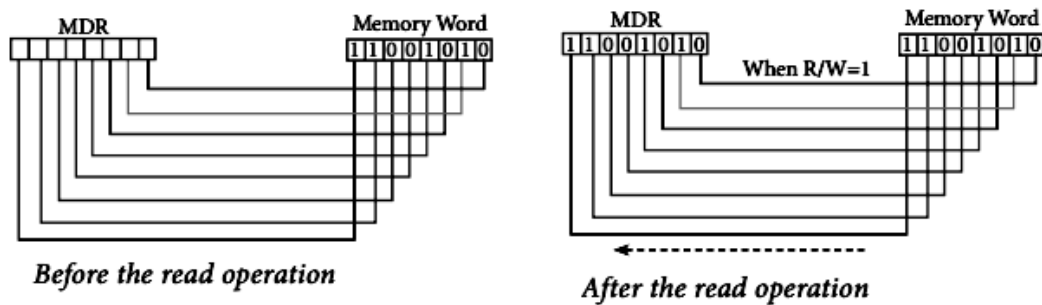 MDR
Memory Word
1 1 0 0 1 0 1 0
Before the read operation
MDR
Memory Word
1 1 0 0 1 0 1 0
1 1 0 0 1 0 1 0
When R/W=1
After the read operation